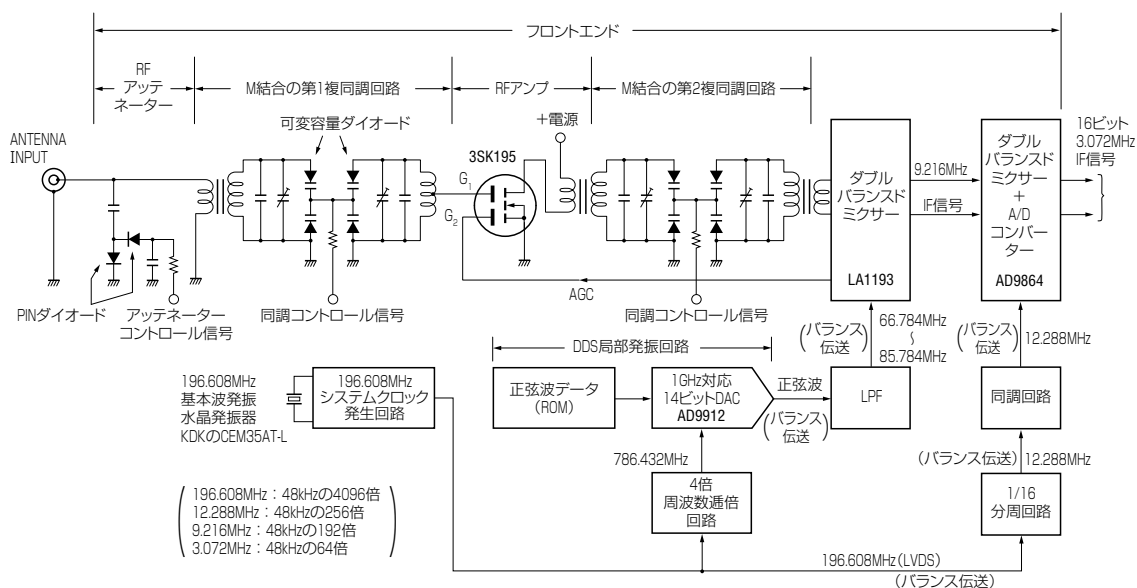 フロントエンド
RF
アッテ
ネーター
M結合の第1複同調回路
RFアンプ
M結合の第2複同調回路
ANTENNA
INPUT
可変容量ダイオード
+電源
3SK195
G1
G2
ダブル
バランスド
ミクサー
LA1193
9.216MHz
IF信号
ダブル
バランスド
ミクサー
+
A/D
コンバー
ター
AD9864
16ビット
3.072MHz
IF信号
AGC
PINダイオード
アッテネーター
コントロール信号
同調コントロール信号
同調コントロール信号
(バランス
伝送)
66.784MHz
〜
85.784MHz
(バランス
伝送)
12.288MHz
DDS局部発振回路
196.608MHz
基本波発振
水晶発振器
KDKのCEM35AT-L
196.608MHz
システムクロック
発生回路
正弦波データ
(ROM)
1GHz対応
14ビットDAC
AD9912
正弦波
(バランス
伝送)
LPF
同調回路
786.432MHz
(バランス伝送)
12.288MHz
4倍
周波数逓倍
回路
1/16
分周回路
196.608MHz:48kHzの4096倍
12.288MHz:48kHzの256倍
9.216MHz:48kHzの192倍
3.072MHz:48kHzの64倍
196.608MHz(LVDS)
(バランス伝送)